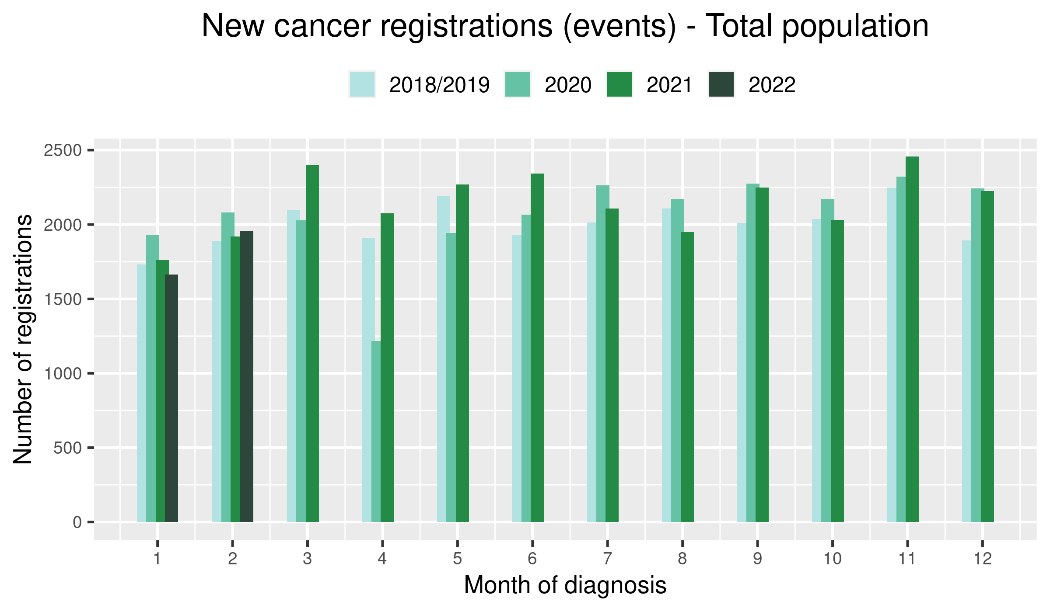 New cancer registrations (events) - Total population
2018/2019 2020 2021 2022
Number of registrations
2500
2000
1500
1000
500
0
1 2 3 4 5 6 7 8 9 10 11 12
Month of diagnosis